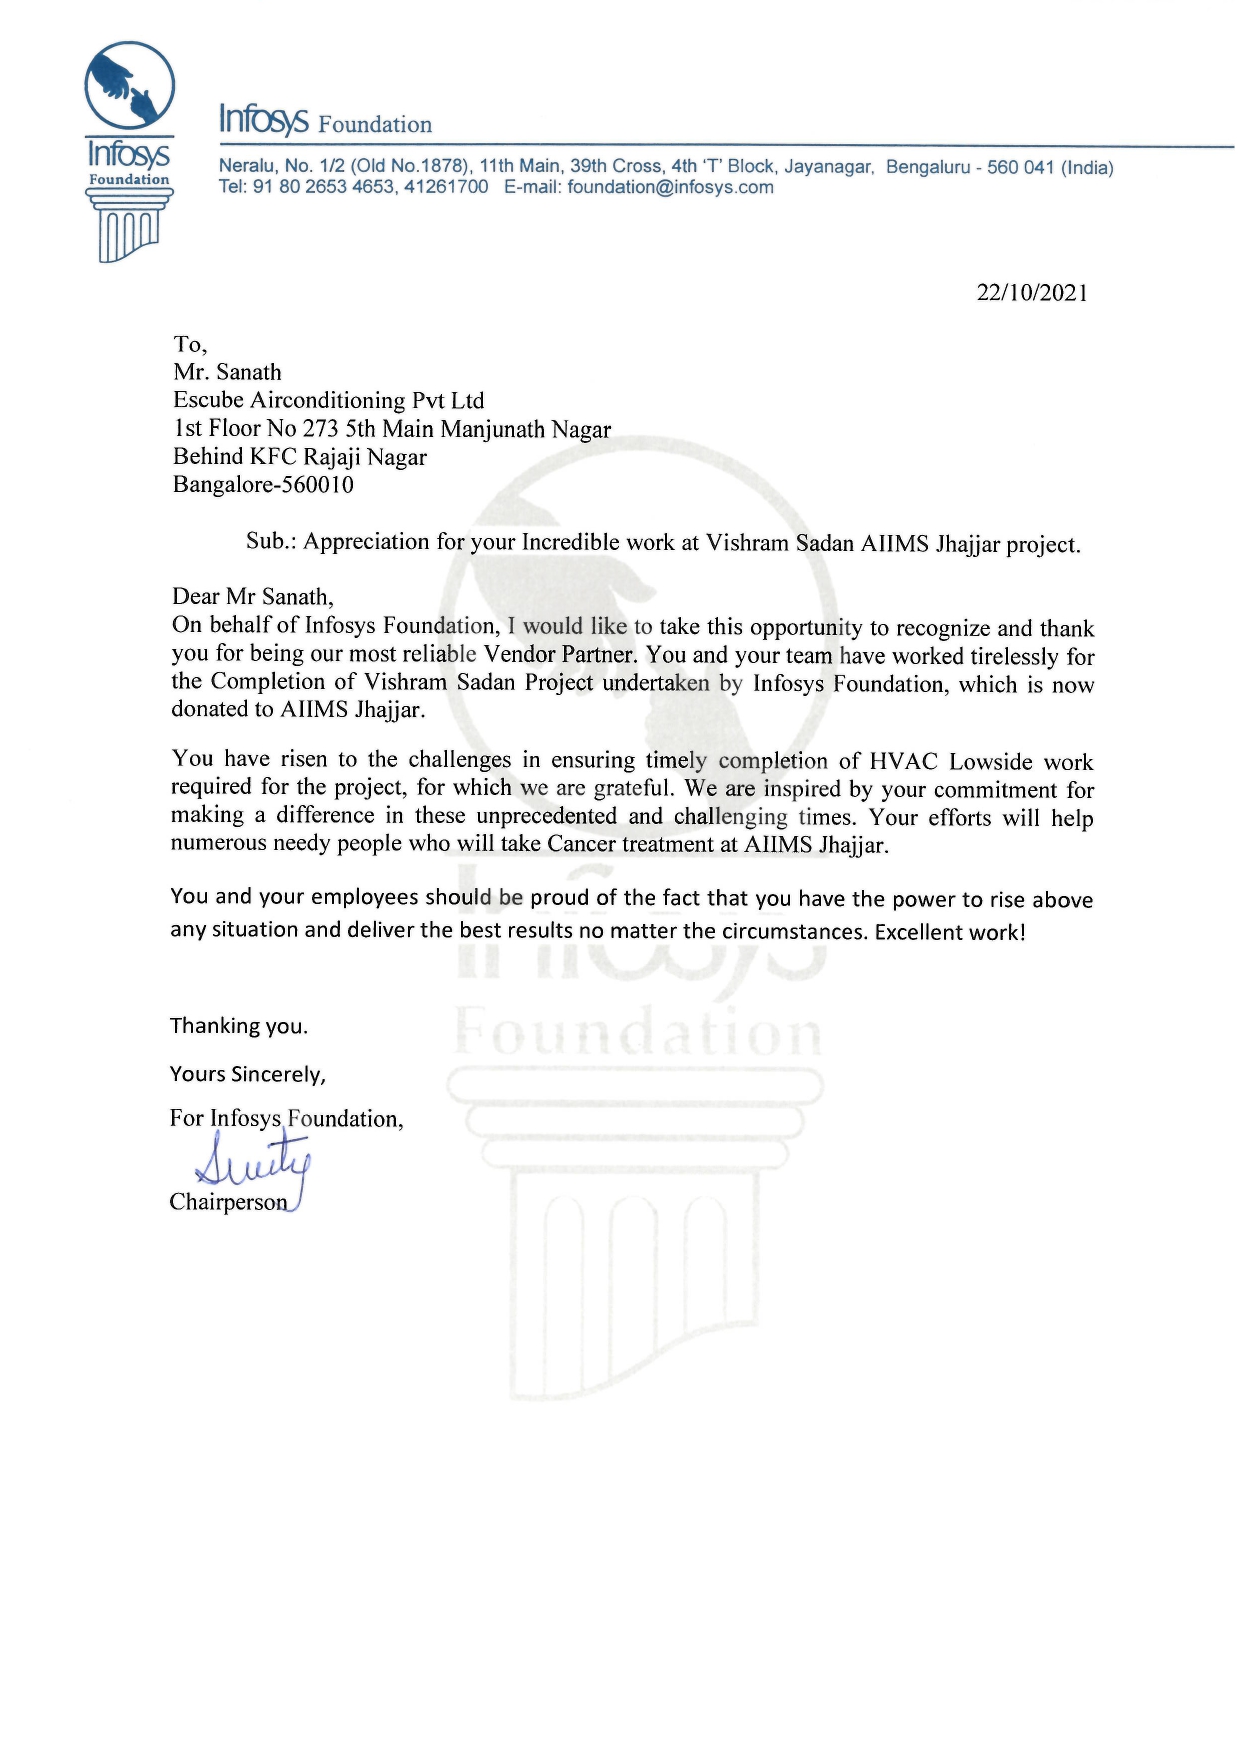 Infosys
Foundation
Infosys Foundation
Neralu, No. 1/2 (Old No.1878), 11th Main, 39th Cross, 4th ‘T’ Block, Jayanagar, Bengaluru - 560 041 (India)
Tel: 91 80 2653 4653, 41261700 E-mail: foundation@infosys.com
22/10/2021
To,
Mr. Sanath
Escube Airconditioning Pvt Ltd
1st Floor No 273 5th Main Manjunath Nagar
Behind KFC Rajaji Nagar
Bangalore-560010
Sub.: Appreciation for your Incredible work at Vishram Sadan AIIMS Jhajjar project.
Dear Mr Sanath,
On behalf of Infosys Foundation, I would like to take this opportunity to recognize and thank
you for being our most reliable Vendor Partner. You and your team have worked tirelessly for
the Completion of Vishram Sadan Project undertaken by Infosys Foundation, which is now
donated to AIIMS Jhajjar.
You have risen to the challenges in ensuring timely completion of HVAC Lowside work
required for the project, for which we are grateful. We are inspired by your commitment for
making a difference in these unprecedented and challenging times. Your efforts will help
numerous needy people who will take Cancer treatment at AIIMS Jhajjar.
You and your employees should be proud of the fact that you have the power to rise above
any situation and deliver the best results no matter the circumstances. Excellent work!
Infosys
Foundation
Thanking you.
Yours Sincerely,
For Infosys Foundation,
Chairperson